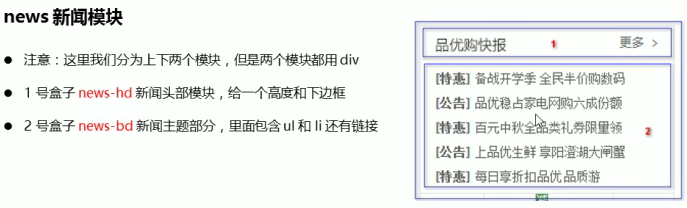 news 新闻模块
注意：这里我们分为上下两个模块，但是两个模块都用 div
1 号盒子 news-hd 新闻头部模块，给一个高度和下边框
2 号盒子 news-bd 新闻主题部分，里面包含 ul 和 li 还有链接
品优购快报 1 更多 >
[特惠] 备战开学季 全民半价购数码
[公告] 品优稳占家电网购六成份额
[特惠] 百元中秋全品类礼券限量领
2
[公告] 上品优生鲜 享阳澄湖大闸蟹
[特惠] 每日享折扣品优品质游